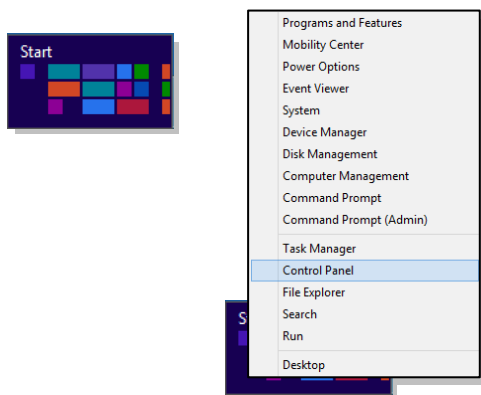 Start
Programs and Features
Mobility Center
Power Options
Event Viewer
System
Device Manager
Disk Management
Computer Management
Command Prompt
Command Prompt (Admin)
Task Manager
Control Panel
File Explorer
Search
Run
Desktop
S